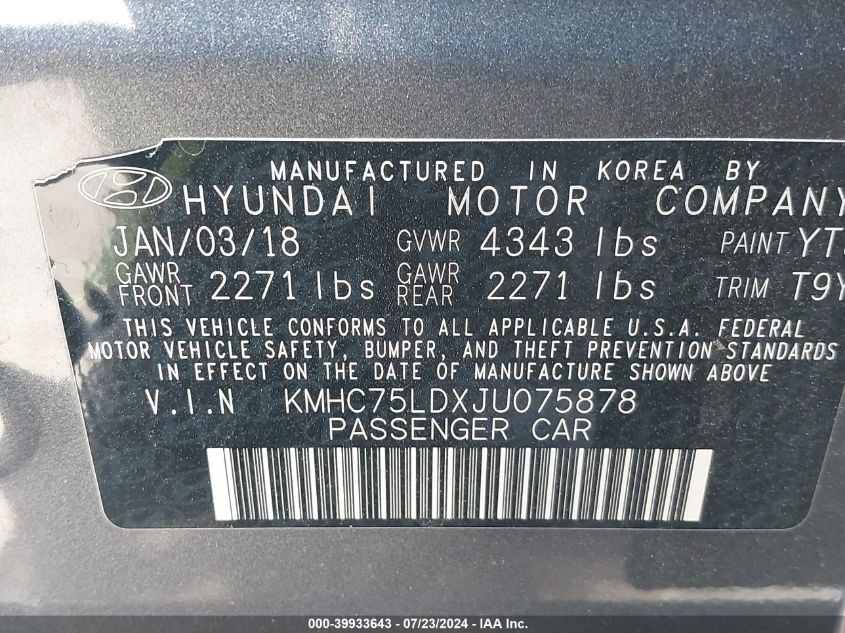 MANUFACTURED IN KOREA BY
HYUNDAI MOTOR COMPANY
JAN/03/18 GVWR 4343 lbs PAINT
GAWR FRONT 2271 lbs GAWR REAR 2271 lbs TRIM T9Y
THIS VEHICLE CONFORMS TO ALL APPLICABLE U.S.A. FEDERAL
MOTOR VEHICLE SAFETY, BUMPER, AND THEFT PREVENTION STANDARDS
IN EFFECT ON THE DATE OF MANUFACTURE SHOWN ABOVE
V.I.N KMHC75LDXJU075878
PASSENGER CAR
000-39933643 - 07/23/2024 - IAA Inc.